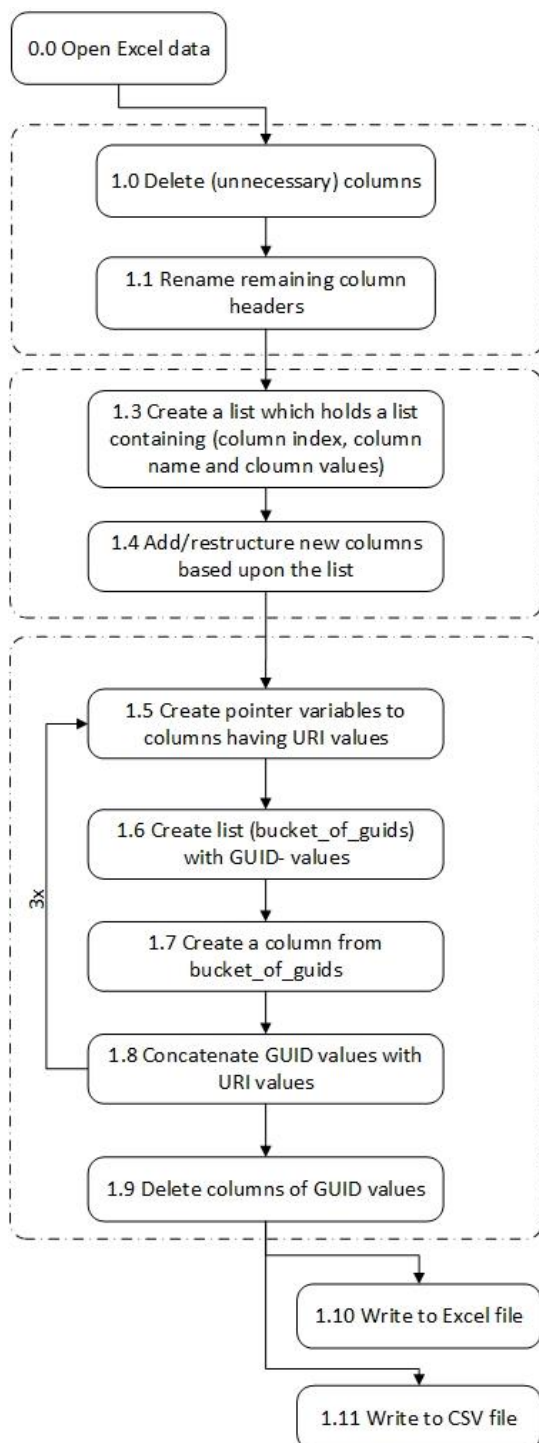 0.0 Open Excel data
1.0 Delete (unnecessary) columns
1.1 Rename remaining column
headers
1.3 Create a list which holds a list
containing (column index, column
name and cloumn values)
1.4 Add/restructure new columns
based upon the list
1.5 Create pointer variables to
columns having URI values
1.6 Create list (bucket_of_guids)
with GUID- values
3x
1.7 Create a column from
bucket_of_guids
1.8 Concatenate GUID values with
URI values
1.9 Delete columns of GUID values
1.10 Write to Excel file
1.11 Write to CSV file